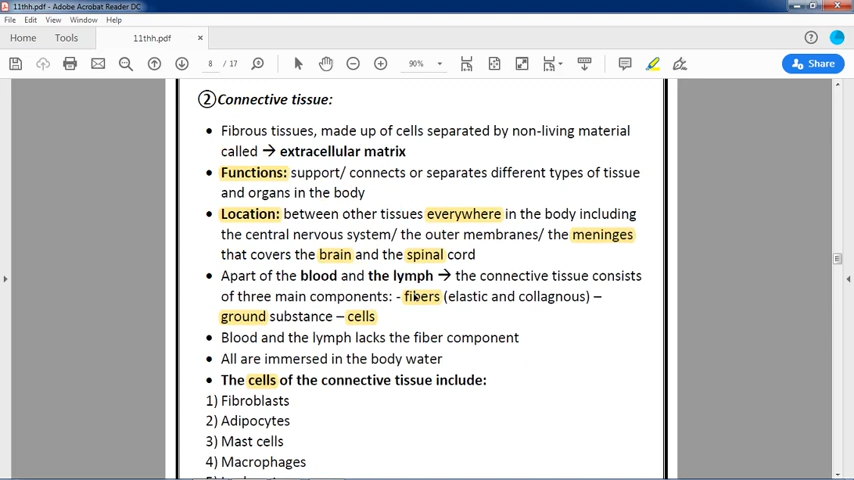 11thh.pdf - Adobe Acrobat Reader DC
File Edit View Window Help
Home Tools 11thh.pdf ×
8 / 17 90% Share
② Connective tissue:
• Fibrous tissues, made up of cells separated by non-living material
called → extracellular matrix
• Functions: support/ connects or separates different types of tissue
and organs in the body
• Location: between other tissues everywhere in the body including
the central nervous system/ the outer membranes/ the meninges
that covers the brain and the spinal cord
• Apart of the blood and the lymph → the connective tissue consists
of three main components: - fibers (elastic and collagnous) –
ground substance – cells
• Blood and the lymph lacks the fiber component
• All are immersed in the body water
• The cells of the connective tissue include:
1) Fibroblasts
2) Adipocytes
3) Mast cells
4) Macrophages